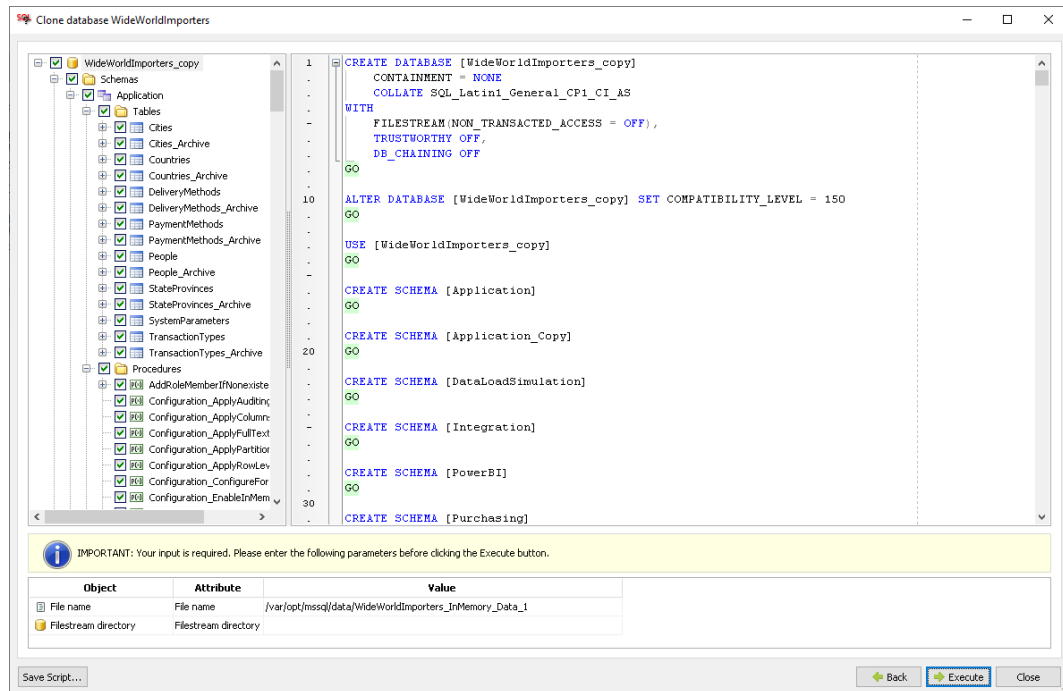 Clone database WideWorldImporters
WideWorldImporters_copy
Schemas
Application
Tables
Cities
Cities_Archive
Countries
Countries_Archive
DeliveryMethods
DeliveryMethods_Archive
PaymentMethods
PaymentMethods_Archive
People
People_Archive
StateProvinces
StateProvinces_Archive
SystemParameters
TransactionTypes
TransactionTypes_Archive
Procedures
AddRoleMemberIfNonexiste
Configuration_ApplyAuditing
Configuration_ApplyColumns
Configuration_ApplyFullText
Configuration_ApplyPartition
Configuration_ApplyRowLev
Configuration_ConfigureFor
Configuration_EnableInMem
1 CREATE DATABASE [WideWorldImporters_copy]
CONTAINMENT = NONE
COLLATE SQL_Latin1_General_CP1_CI_AS
WITH
FILESTREAM(NON_TRANSACTED_ACCESS = OFF),
TRUSTWORTHY OFF,
DB_CHAINING OFF
GO
10 ALTER DATABASE [WideWorldImporters_copy] SET COMPATIBILITY_LEVEL = 150
GO
USE [WideWorldImporters_copy]
GO
CREATE SCHEMA [Application]
GO
CREATE SCHEMA [Application_Copy]
20 GO
CREATE SCHEMA [DataLoadSimulation]
GO
CREATE SCHEMA [Integration]
GO
CREATE SCHEMA [PowerBI]
GO
30
CREATE SCHEMA [Purchasing]
IMPORTANT: Your input is required. Please enter the following parameters before clicking the Execute button.
Object Attribute Value
File name File name /var/opt/mssql/data/WideWorldImporters_InMemory_Data_1
Filestream directory Filestream directory
Save Script... Back Execute Close